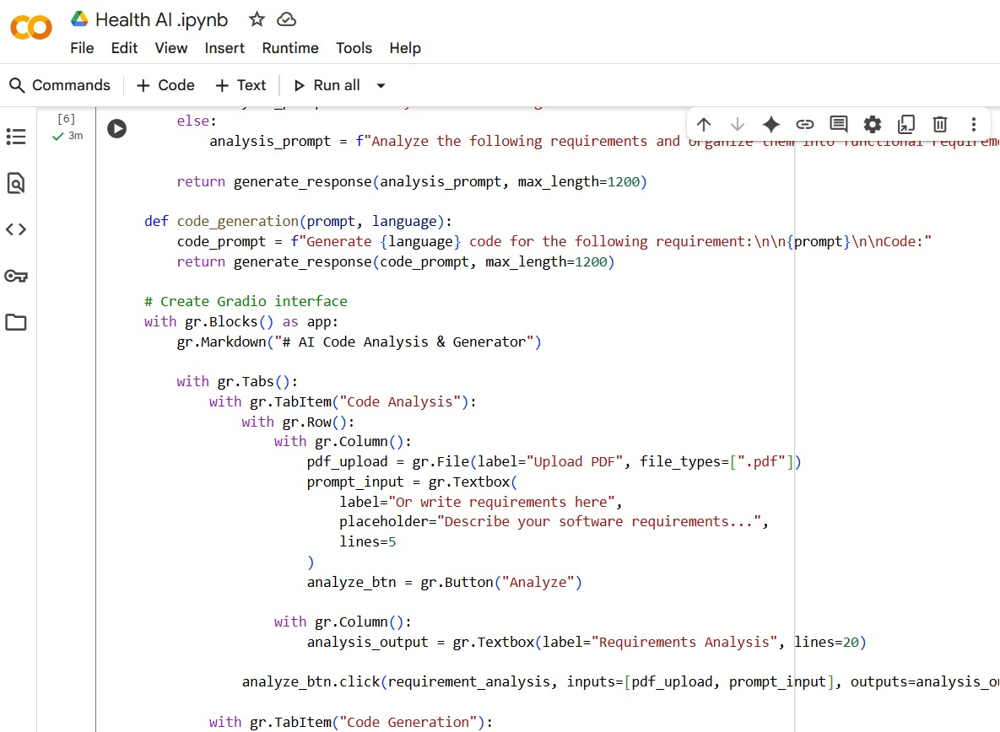 Health AI .ipynb
File Edit View Insert Runtime Tools Help
Commands + Code + Text Run all
[6]
3m
else:
analysis_prompt = f"Analyze the following requirements and organize them into functional requirem
return generate_response(analysis_prompt, max_length=1200)
def code_generation(prompt, language):
code_prompt = f"Generate {language} code for the following requirement:\n\n{prompt}\n\nCode:"
return generate_response(code_prompt, max_length=1200)
# Create Gradio interface
with gr.Blocks() as app:
gr.Markdown("# AI Code Analysis & Generator")
with gr.Tabs():
with gr.TabItem("Code Analysis"):
with gr.Row():
with gr.Column():
pdf_upload = gr.File(label="Upload PDF", file_types=[".pdf"])
prompt_input = gr.Textbox(
label="Or write requirements here",
placeholder="Describe your software requirements...",
lines=5
)
analyze_btn = gr.Button("Analyze")
with gr.Column():
analysis_output = gr.Textbox(label="Requirements Analysis", lines=20)
analyze_btn.click(requirement_analysis, inputs=[pdf_upload, prompt_input], outputs=analysis_ou
with gr.TabItem("Code Generation"):